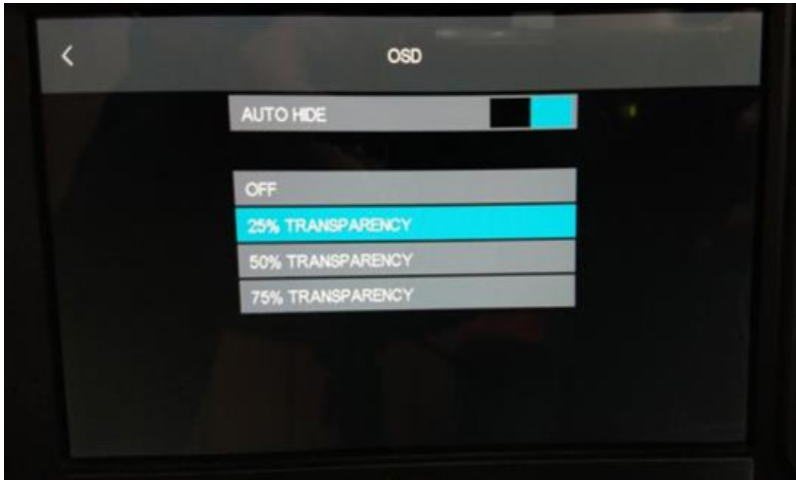 OSD
AUTO HIDE
OFF
25% TRANSPARENCY
50% TRANSPARENCY
75% TRANSPARENCY